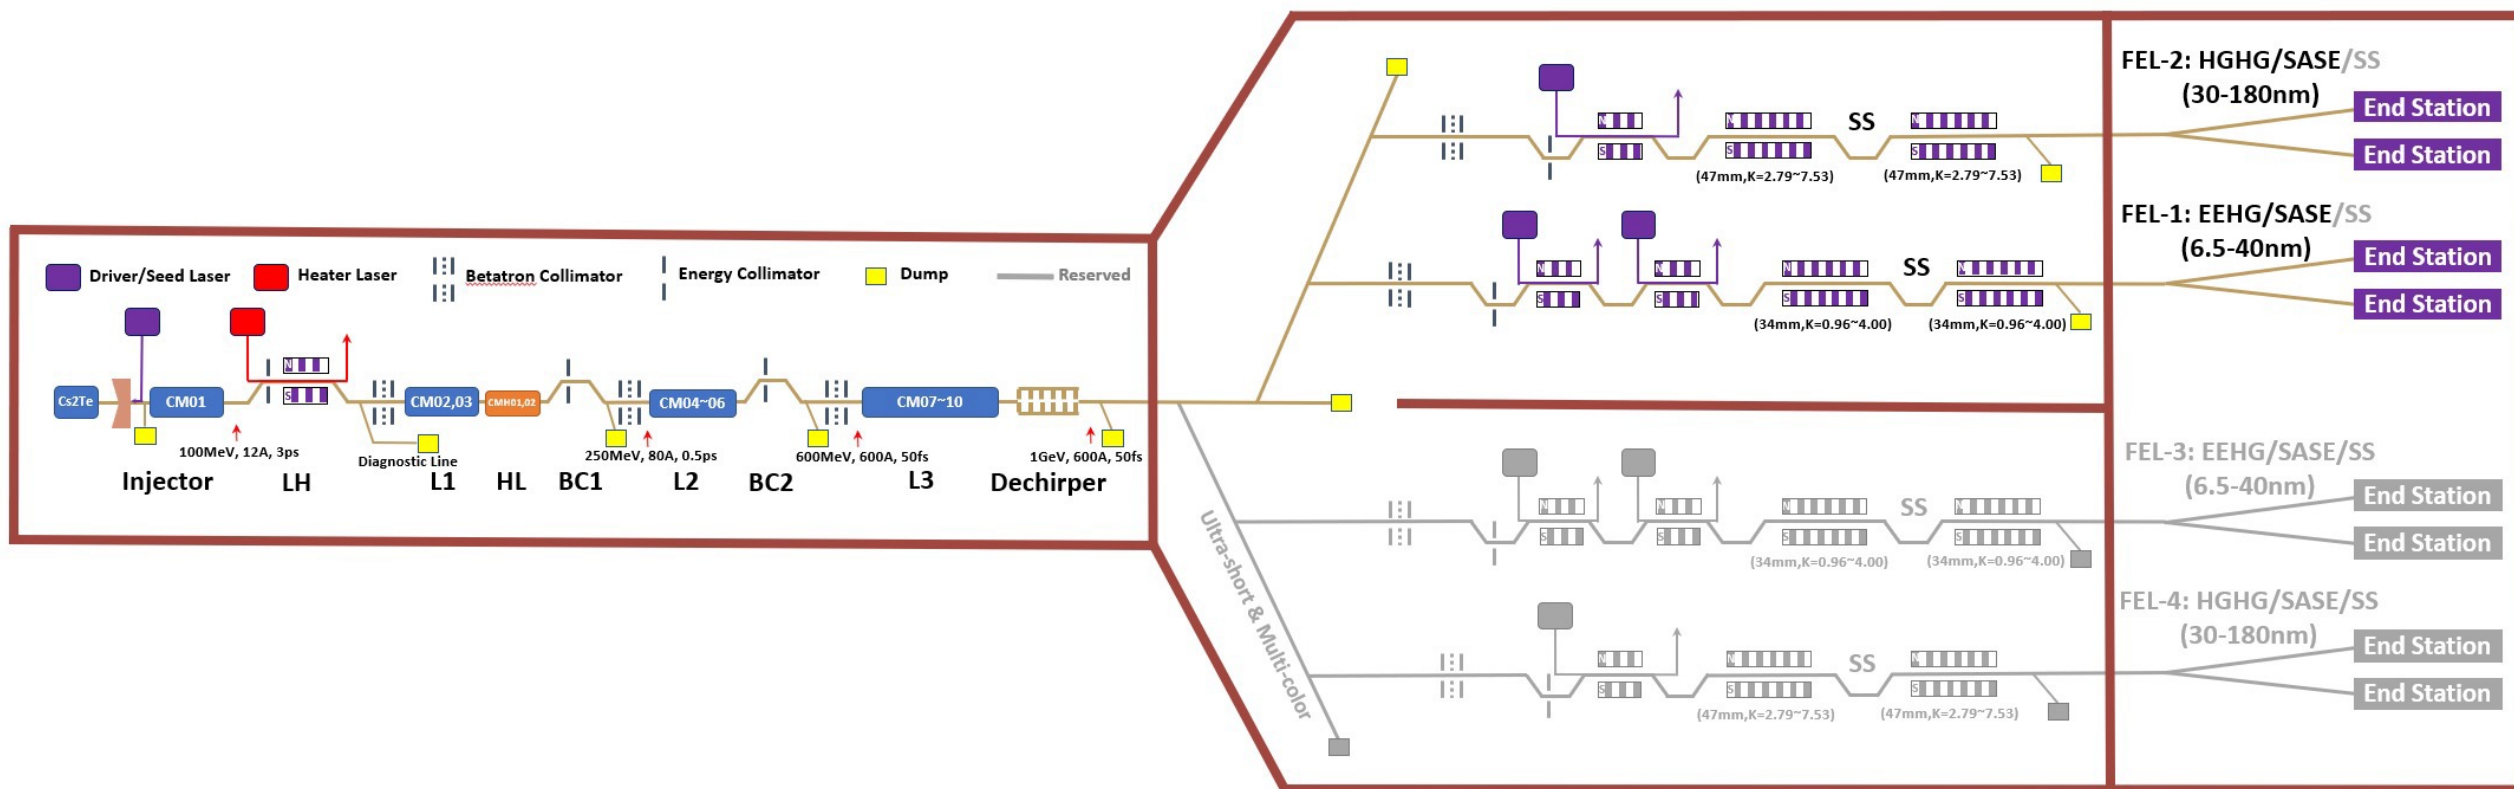 FEL-2: HGHG/SASE/SS
(30-180nm)
End Station
End Station
N
N
SS
N
S
S
S
(47mm,K=2.79~7.53)
(47mm,K=2.79~7.53)
FEL-1: EEHG/SASE/SS
(6.5-40nm)
End Station
End Station
N
N
N
SS
N
S
S
S
S
(34mm,K=0.96~4.00)
(34mm,K=0.96~4.00)
Driver/Seed Laser
Heater Laser
Betatron Collimator
Energy Collimator
Dump
Reserved
N
S
Cs2Te
CM01
CM02,03
CMH01,02
CM04~06
CM07~10
100MeV, 12A, 3ps
Diagnostic Line
250MeV, 80A, 0.5ps
600MeV, 600A, 50fs
1GeV, 600A, 50fs
Injector
LH
L1
HL
BC1
L2
BC2
L3
Dechirper
Ultra-short & Multi-color
FEL-3: EEHG/SASE/SS
(6.5-40nm)
End Station
End Station
N
N
N
SS
N
S
S
S
S
(34mm,K=0.96~4.00)
(34mm,K=0.96~4.00)
FEL-4: HGHG/SASE/SS
(30-180nm)
End Station
End Station
N
N
SS
N
S
S
S
(47mm,K=2.79~7.53)
(47mm,K=2.79~7.53)